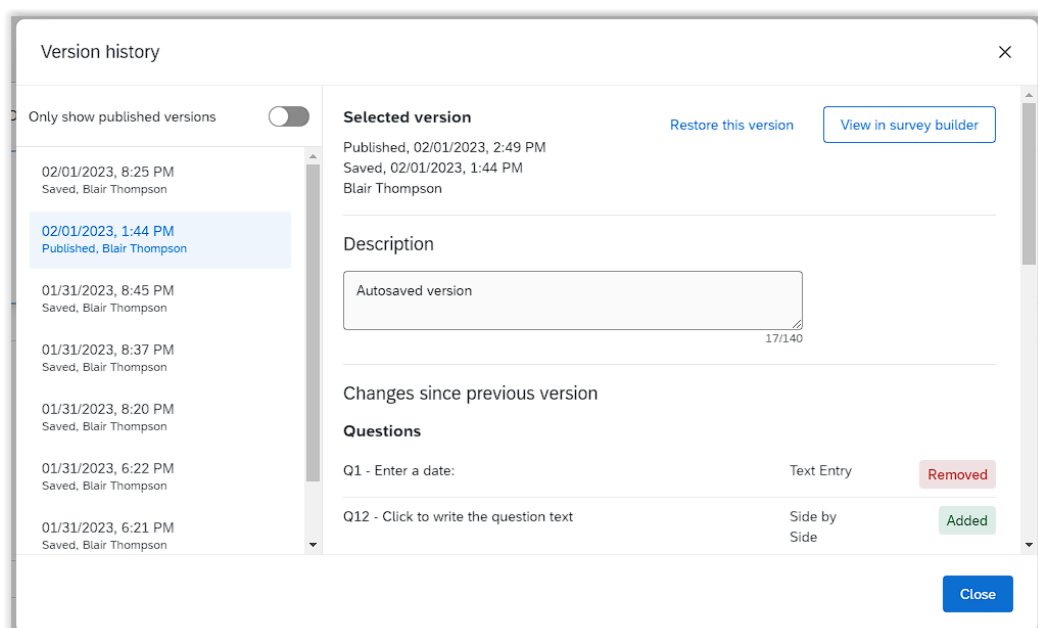 Version history
Only show published versions
02/01/2023, 8:25 PM
Saved, Blair Thompson
02/01/2023, 1:44 PM
Published, Blair Thompson
01/31/2023, 8:45 PM
Saved, Blair Thompson
01/31/2023, 8:37 PM
Saved, Blair Thompson
01/31/2023, 8:20 PM
Saved, Blair Thompson
01/31/2023, 6:22 PM
Saved, Blair Thompson
01/31/2023, 6:21 PM
Saved, Blair Thompson
Selected version
Restore this version
View in survey builder
Published, 02/01/2023, 2:49 PM
Saved, 02/01/2023, 1:44 PM
Blair Thompson
Description
Autosaved version
17/140
Changes since previous version
Questions
Q1 - Enter a date: Text Entry Removed
Q12 - Click to write the question text Side by Added
Side
Close